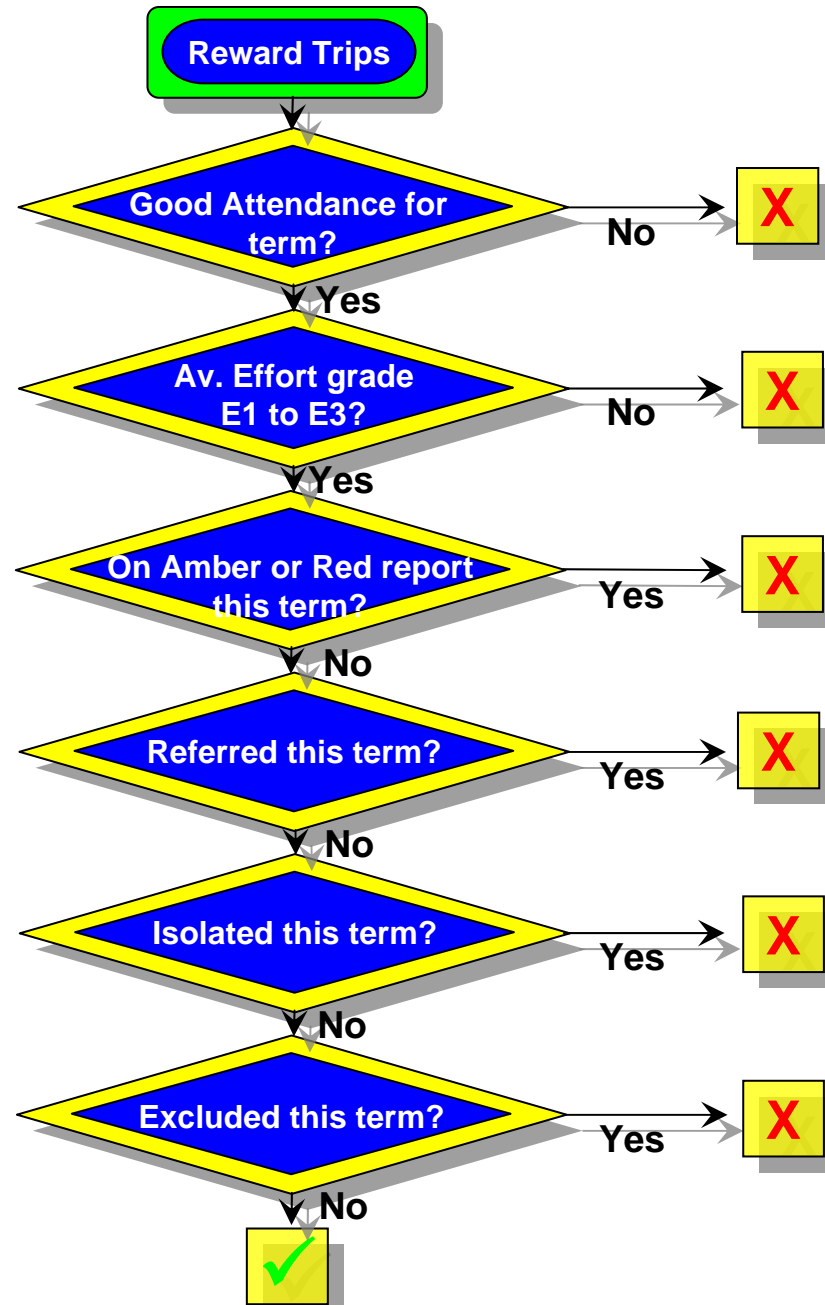 Reward Trips
Good Attendance for
term?
No
X
Yes
Av. Effort grade
E1 to E3?
No
X
Yes
On Amber or Red report
this term?
Yes
X
No
Referred this term?
Yes
X
No
Isolated this term?
Yes
X
No
Excluded this term?
Yes
X
No
✓